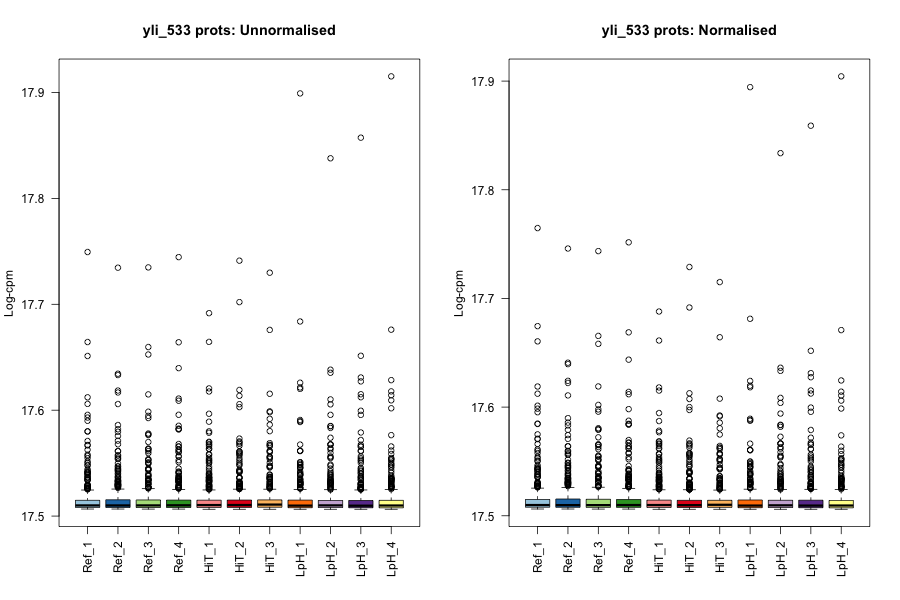 yli_533 prots: Unnormalised
Log-cpm
17.9
17.8
17.7
17.6
17.5
Ref_1
Ref_2
Ref_3
Ref_4
HiT_1
HiT_2
HiT_3
LpH_1
LpH_2
LpH_3
LpH_4
yli_533 prots: Normalised
Log-cpm
17.9
17.8
17.7
17.6
17.5
Ref_1
Ref_2
Ref_3
Ref_4
HiT_1
HiT_2
HiT_3
LpH_1
LpH_2
LpH_3
LpH_4